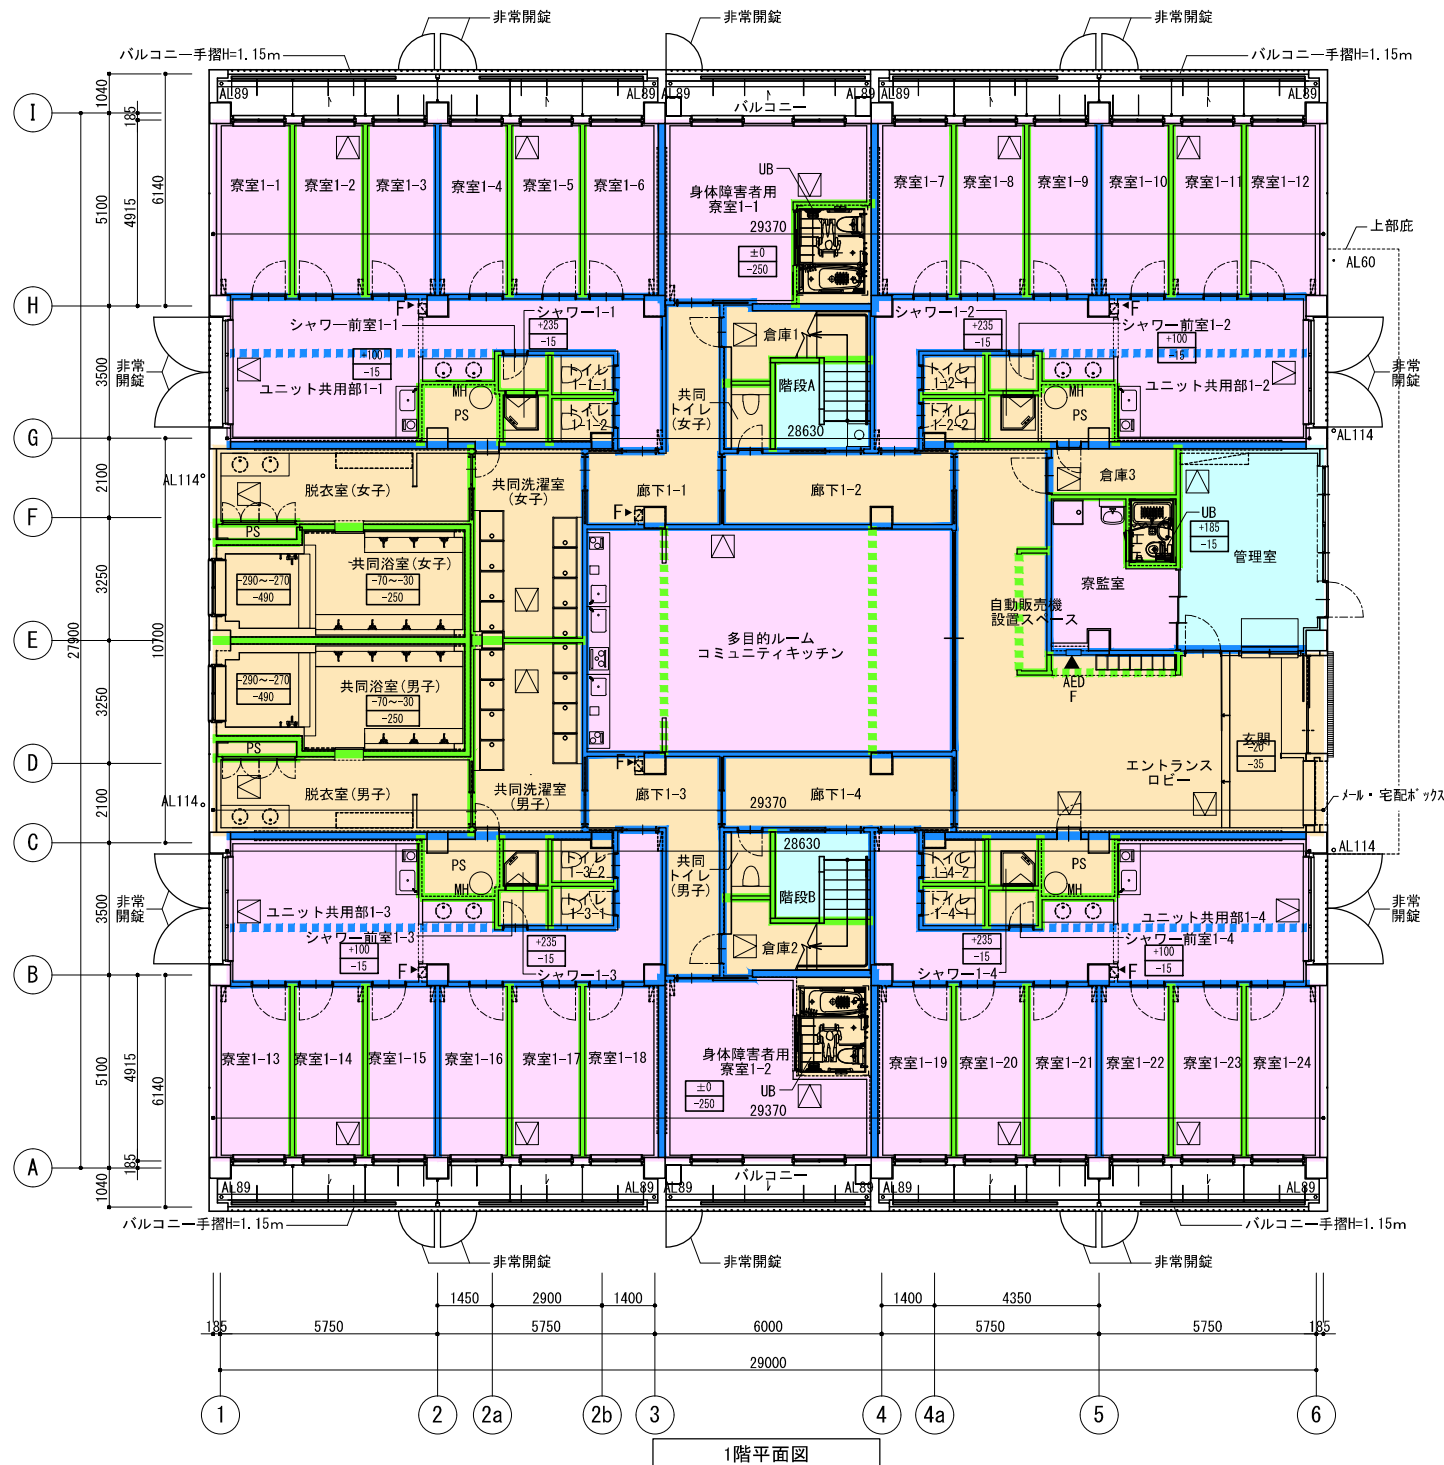 非常開錠
非常開錠
非常開錠
バルコニー手摺H=1.15m
バルコニー手摺H=1.15m
AL89
AL89
AL89
AL89
AL89
AL89
バルコニー
I
H
G
F
E
D
C
B
A
1040
185
5100
4915
6140
3500
2100
3250
3250
2100
3500
27900
10700
5100
4915
6140
185
1040
寮室1-1
寮室1-2
寮室1-3
寮室1-4
寮室1-5
寮室1-6
UB
身体障害者用
寮室1-1
29370
±0
-250
寮室1-7
寮室1-8
寮室1-9
寮室1-10
寮室1-11
寮室1-12
上部庇
AL60
F
シャワー前室1-1
シャワー1-1
+235
-15
+100
-15
ユニット共用部1-1
MH
PS
トイレ
1-1-1
トイレ
1-1-2
非常
開錠
倉庫1
階段A
共同
トイレ
(女子)
28630
シャワー1-2
シャワー前室1-2
F
+235
-15
+100
-15
ユニット共用部1-2
MH
PS
トイレ
1-2-1
トイレ
1-2-2
非常
開錠
AL114
AL114
脱衣室(女子)
共同洗濯室
(女子)
廊下1-1
廊下1-2
F
倉庫3
UB
+185
-15
管理室
PS
共同浴室(女子)
-290~-270
-490
-70~-30
-250
寮監室
自動販売機
設置スペース
多目的ルーム
コミュニティキッチン
共同浴室(男子)
-290~-270
-490
-70~-30
-250
AED
F
PS
F
玄関
-20
-35
エントランス
ロビー
AL114
脱衣室(男子)
共同洗濯室
(男子)
廊下1-3
廊下1-4
29370
メール・宅配ボックス
28630
AL114
PS
MH
トイレ
1-3-2
トイレ
1-3-1
共同
トイレ
(男子)
階段B
トイレ
1-4-2
トイレ
1-4-1
PS
MH
非常
開錠
ユニット共用部1-3
シャワー前室1-3
+100
-15
+235
-15
F
シャワー1-3
倉庫2
+235
-15
シャワー1-4
ユニット共用部1-4
シャワー前室1-4
+100
-15
F
非常
開錠
寮室1-13
寮室1-14
寮室1-15
寮室1-16
寮室1-17
寮室1-18
身体障害者用
寮室1-2
UB
±0
-250
29370
寮室1-19
寮室1-20
寮室1-21
寮室1-22
寮室1-23
寮室1-24
バルコニー
AL89
AL89
AL89
AL89
AL89
AL89
バルコニー手摺H=1.15m
バルコニー手摺H=1.15m
非常開錠
非常開錠
非常開錠
1450
2900
1400
1400
4350
185
5750
5750
6000
5750
5750
185
29000
1
2
2a
2b
3
4
4a
5
6
1階平面図